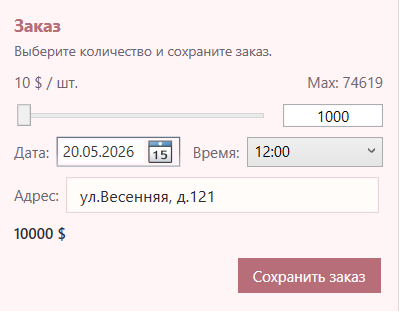 Заказ
Выберите количество и сохраните заказ.
10 $ / шт. Max: 74619
1000
Дата: 20.05.2026 15 Время: 12:00
Адрес: ул.Весенняя, д.121
10000 $
Сохранить заказ